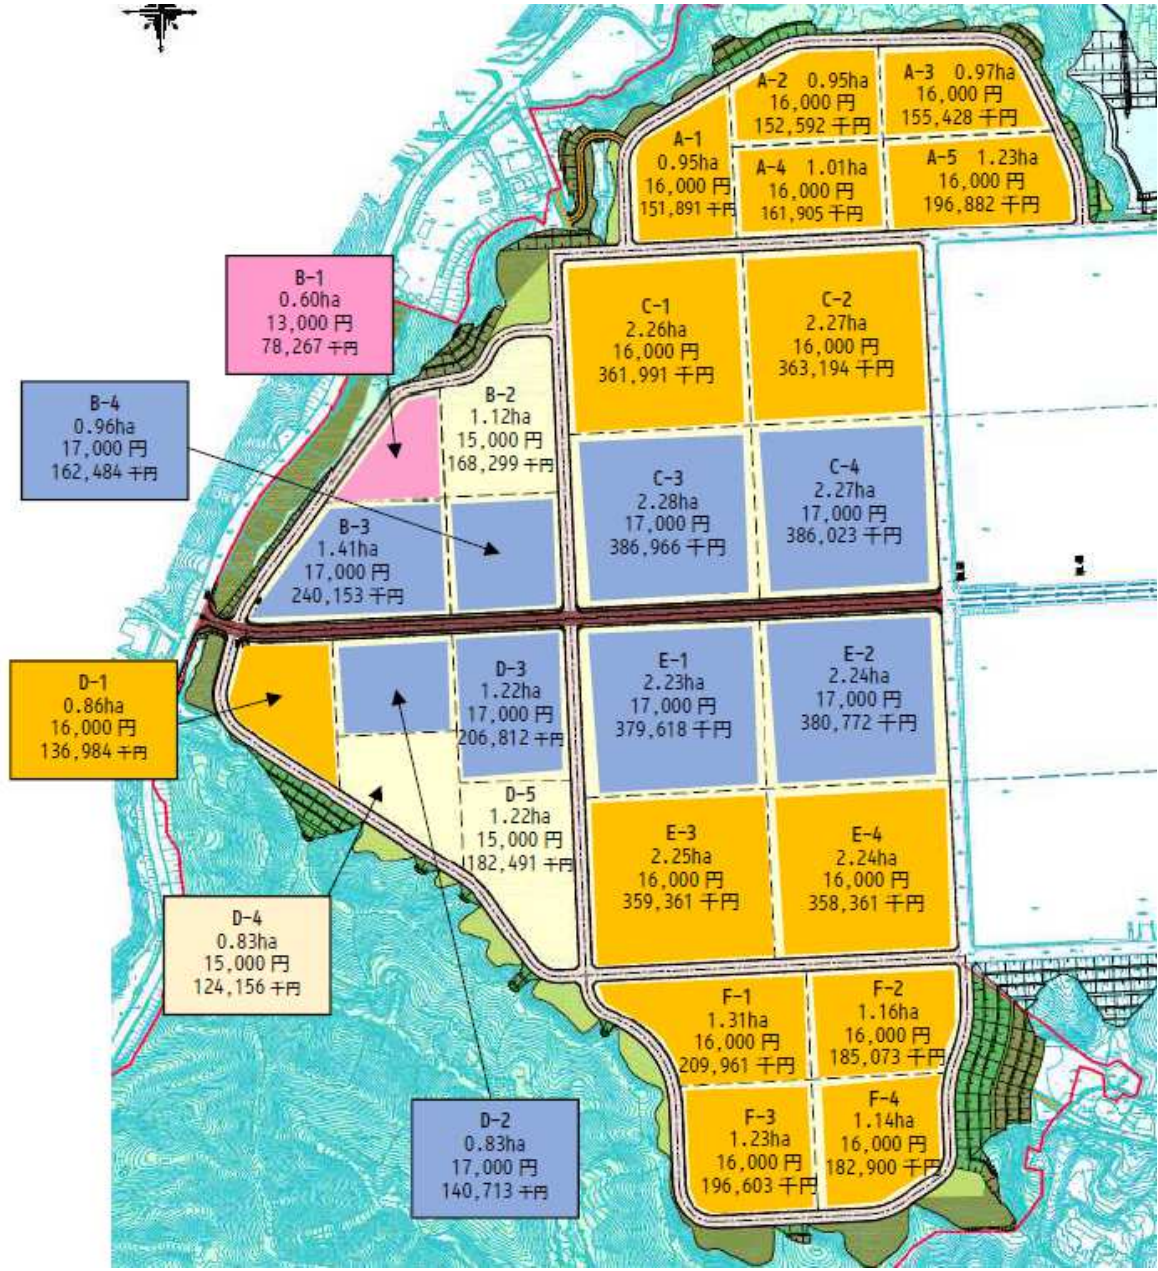 A-1
0.95ha
16,000 円
151,891 千円
A-2 0.95ha
16,000 円
152,592 千円
A-3 0.97ha
16,000 円
155,428 千円
A-4 1.01ha
16,000 円
161,905 千円
A-5 1.23ha
16,000 円
196,882 千円
B-1
0.60ha
13,000 円
78,267 千円
B-2
1.12ha
15,000 円
168,299 千円
B-4
0.96ha
17,000 円
162,484 千円
B-3
1.41ha
17,000 円
240,153 千円
C-1
2.26ha
16,000 円
361,991 千円
C-2
2.27ha
16,000 円
363,194 千円
C-3
2.28ha
17,000 円
386,966 千円
C-4
2.27ha
17,000 円
386,023 千円
D-1
0.86ha
16,000 円
136,984 千円
D-3
1.22ha
17,000 円
206,812 千円
D-5
1.22ha
15,000 円
182,491 千円
D-4
0.83ha
15,000 円
124,156 千円
D-2
0.83ha
17,000 円
140,713 千円
E-1
2.23ha
17,000 円
379,618 千円
E-2
2.24ha
17,000 円
380,772 千円
E-3
2.25ha
16,000 円
359,361 千円
E-4
2.24ha
16,000 円
358,361 千円
F-1
1.31ha
16,000 円
209,961 千円
F-2
1.16ha
16,000 円
185,073 千円
F-3
1.23ha
16,000 円
196,603 千円
F-4
1.14ha
16,000 円
182,900 千円